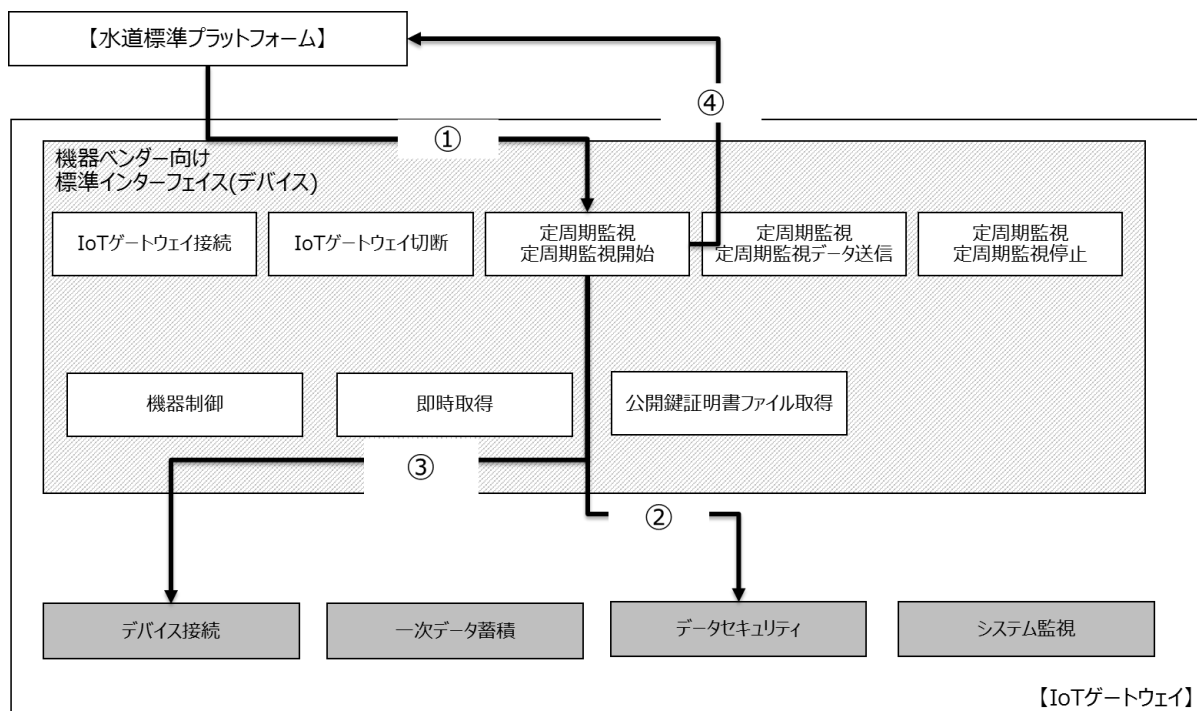 【水道標準プラットフォーム】
④
①
機器ベンダー向け
標準インターフェイス(デバイス)
IoTゲートウェイ接続
IoTゲートウェイ切断
定周期監視
定周期監視開始
定周期監視
定周期監視データ送信
定周期監視
定周期監視停止
機器制御
即時取得
公開鍵証明書ファイル取得
③
②
デバイス接続
一次データ蓄積
データセキュリティ
システム監視
【IoTゲートウェイ】